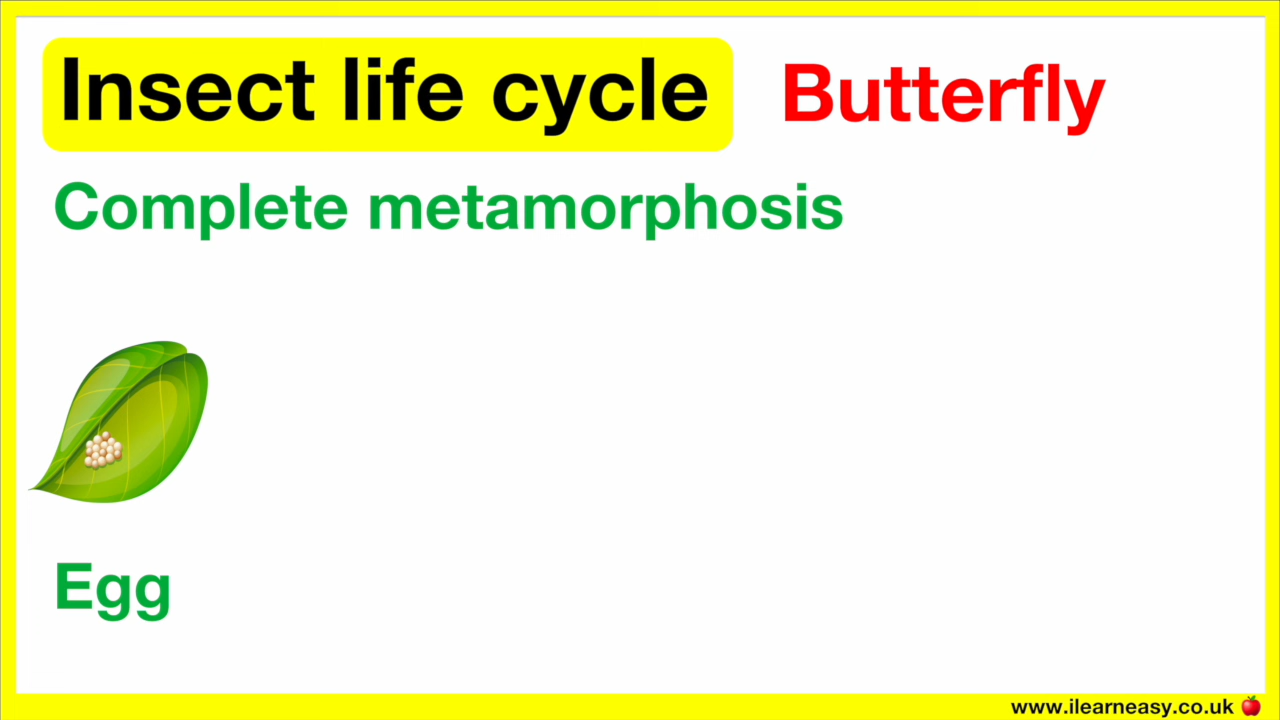 Insect life cycle
Butterfly
Complete metamorphosis
Egg
www.ilearneasy.co.uk